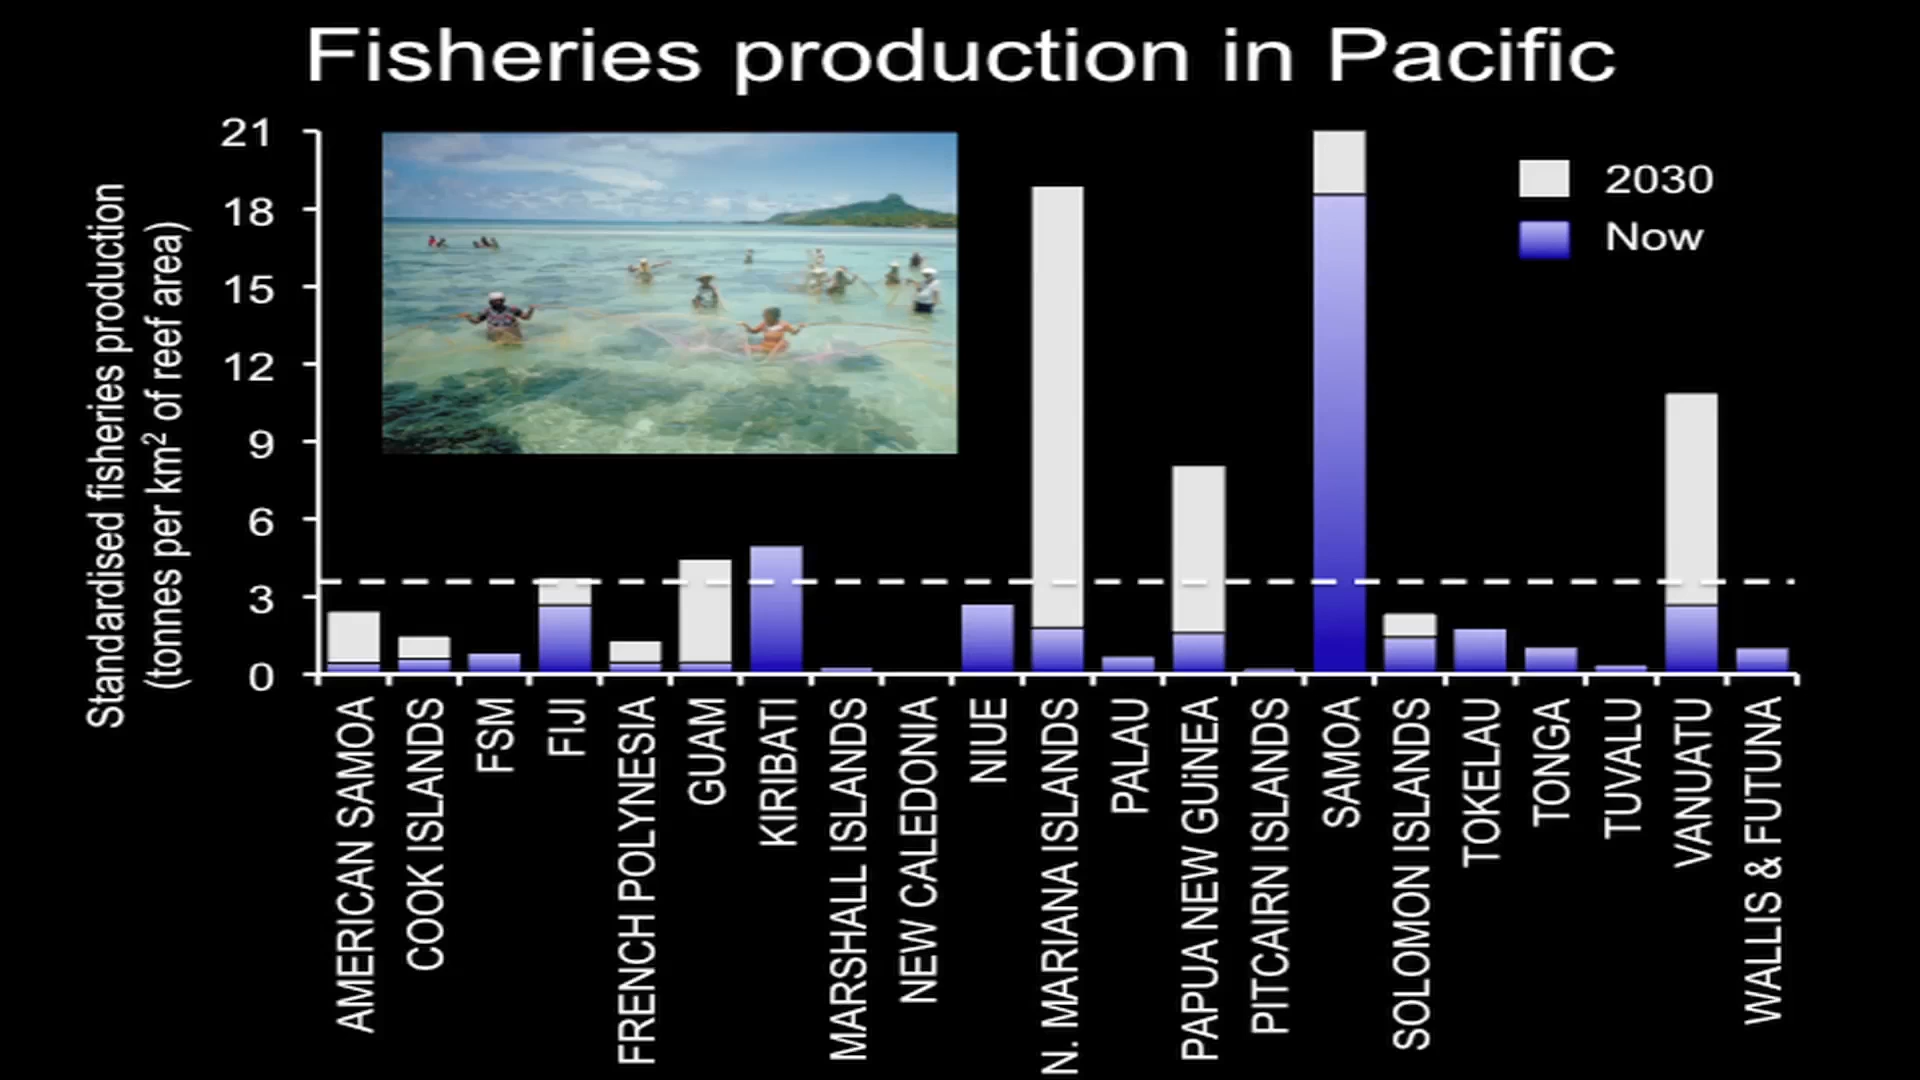 Fisheries production in Pacific
Standardised fisheries production
(tonnes per km² of reef area)
21
18
15
12
9
6
3
0
2030
Now
AMERICAN SAMOA
COOK ISLANDS
FSM
FIJI
FRENCH POLYNESIA
GUAM
KIRIBATI
MARSHALL ISLANDS
NEW CALEDONIA
NIUE
N. MARIANA ISLANDS
PALAU
PAPUA NEW GUiNEA
PITCAIRN ISLANDS
SAMOA
SOLOMON ISLANDS
TOKELAU
TONGA
TUVALU
VANUATU
WALLIS & FUTUNA